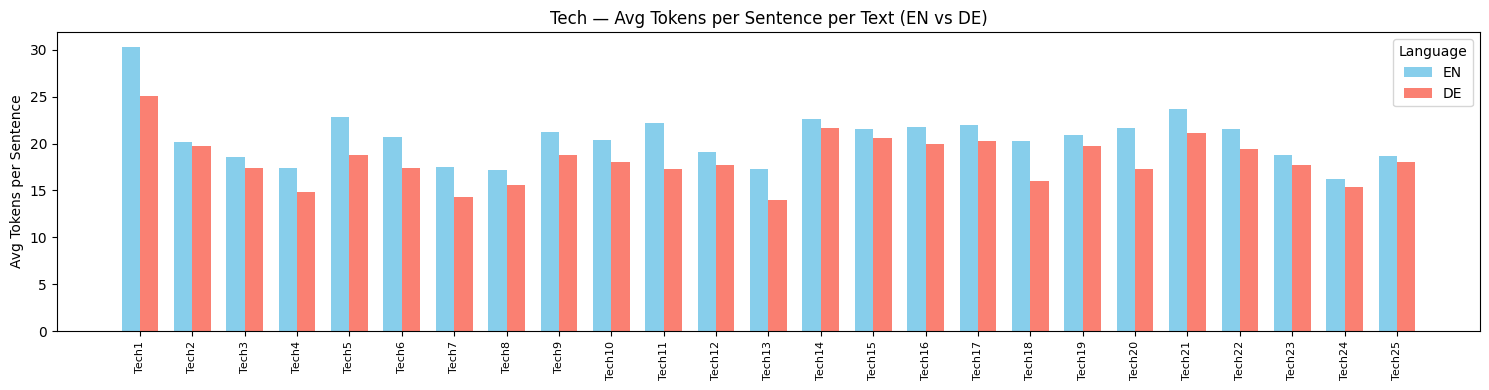 Tech — Avg Tokens per Sentence per Text (EN vs DE)
Avg Tokens per Sentence
30
25
20
15
10
5
0
Language
EN
DE
Tech1
Tech2
Tech3
Tech4
Tech5
Tech6
Tech7
Tech8
Tech9
Tech10
Tech11
Tech12
Tech13
Tech14
Tech15
Tech16
Tech17
Tech18
Tech19
Tech20
Tech21
Tech22
Tech23
Tech24
Tech25